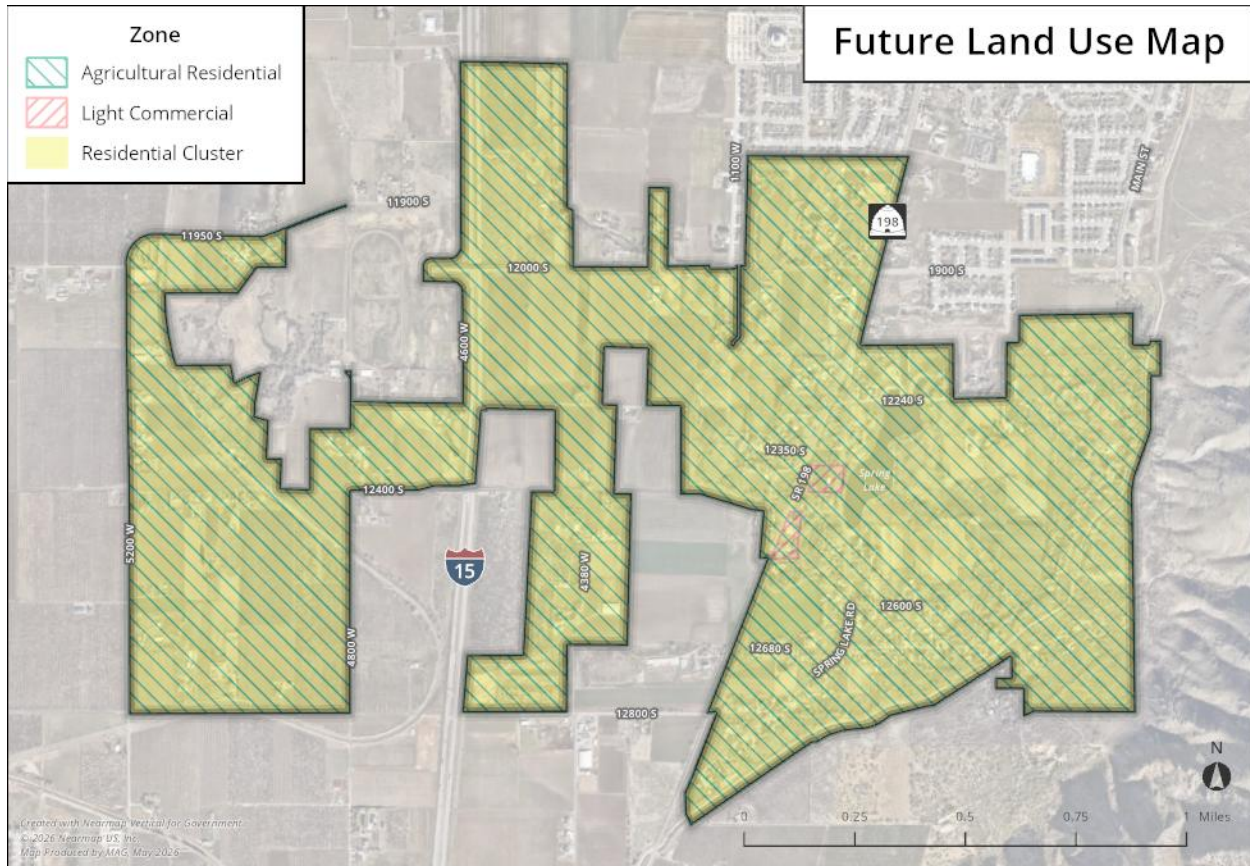 Zone
Agricultural Residential
Light Commercial
Residential Cluster
Future Land Use Map
1100 W
MAIN ST
11900 S
198
11950 S
12000 S
1900 S
4600 W
12240 S
12350 S
SR 198
Spring
Lake
12400 S
5200 W
15
4380 W
12600 S
4800 W
12680 S
SPRING LAKE RD
12800 S
N
0 0.25 0.5 0.75 1 Miles
Created with Nearmap Vertical for Government
© 2026 Nearmap US, Inc.
Map Produced by MAG, May 2026